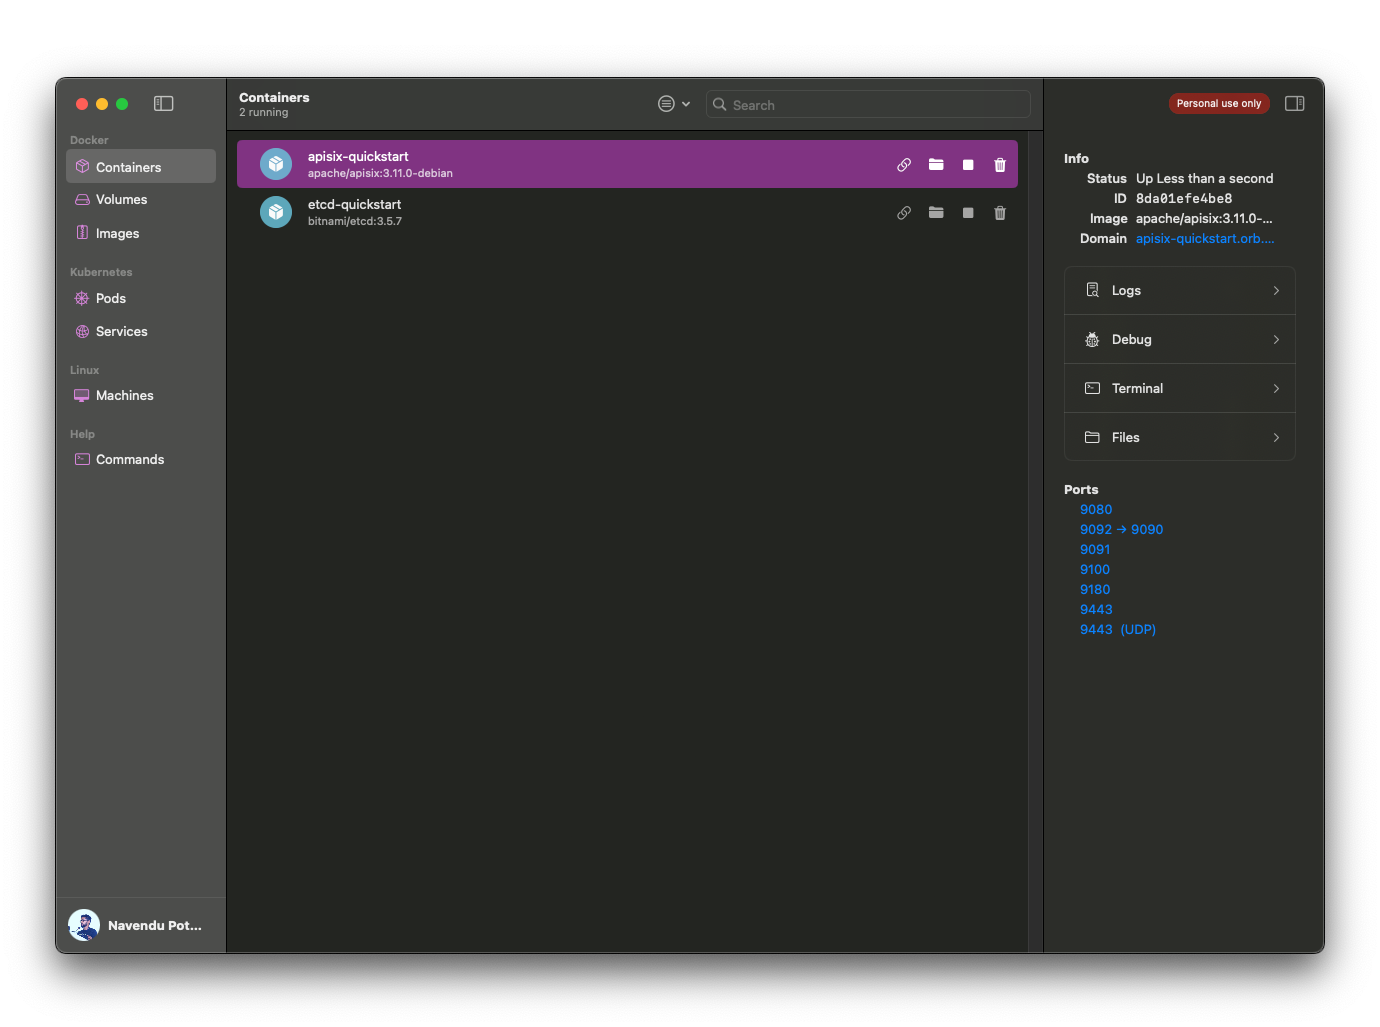 Docker
Containers
Volumes
Images
Kubernetes
Pods
Services
Linux
Machines
Help
Commands
Navendu Pot...
Containers
2 running
Search
apisix-quickstart
apache/apisix:3.11.0-debian
etcd-quickstart
bitnami/etcd:3.5.7
Personal use only
Info
Status Up Less than a second
ID 8da01efe4be8
Image apache/apisix:3.11.0-...
Domain apisix-quickstart.orb....
Logs
Debug
Terminal
Files
Ports
9080
9092 → 9090
9091
9100
9180
9443
9443 (UDP)